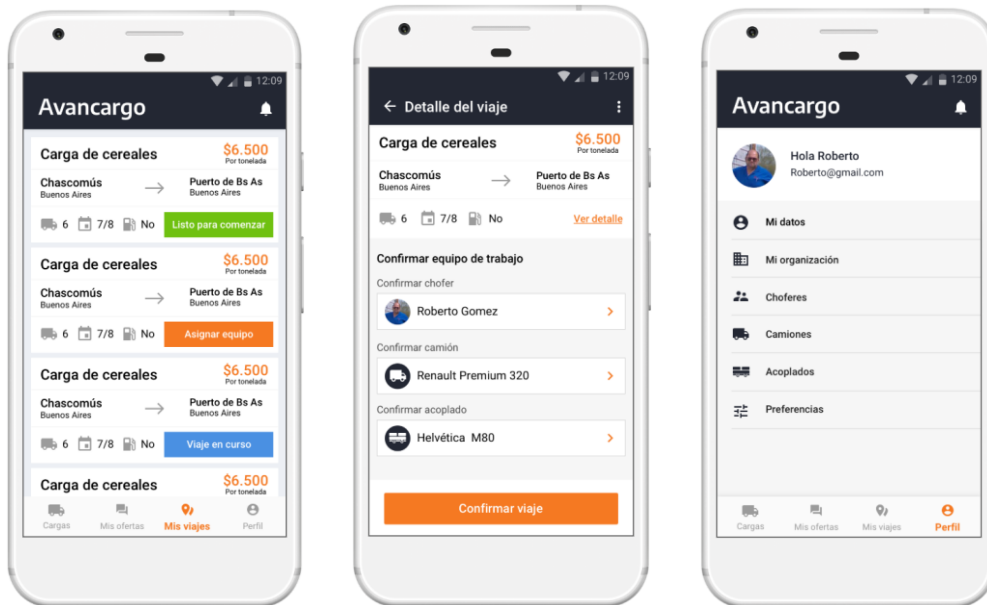 12:09
Avancargo
Carga de cereales $6.500
Por tonelada
Chascomús Puerto de Bs As
Buenos Aires Buenos Aires
6 7/8 No Listo para comenzar
Carga de cereales $6.500
Por tonelada
Chascomús Puerto de Bs As
Buenos Aires Buenos Aires
6 7/8 No Asignar equipo
Carga de cereales $6.500
Por tonelada
Chascomús Puerto de Bs As
Buenos Aires Buenos Aires
6 7/8 No Viaje en curso
Carga de cereales $6.500
Por tonelada
Cargas Mis ofertas Mis viajes Perfil
12:09
Detalle del viaje
Carga de cereales $6.500
Por tonelada
Chascomús Puerto de Bs As
Buenos Aires Buenos Aires
6 7/8 No Ver detalle
Confirmar equipo de trabajo
Confirmar chofer
Roberto Gomez
Confirmar camión
Renault Premium 320
Confirmar acoplado
Helvética M80
Confirmar viaje
12:09
Avancargo
Hola Roberto
Roberto@gmail.com
Mi datos
Mi organización
Choferes
Camiones
Acoplados
Preferencias
Cargas Mis ofertas Mis viajes Perfil